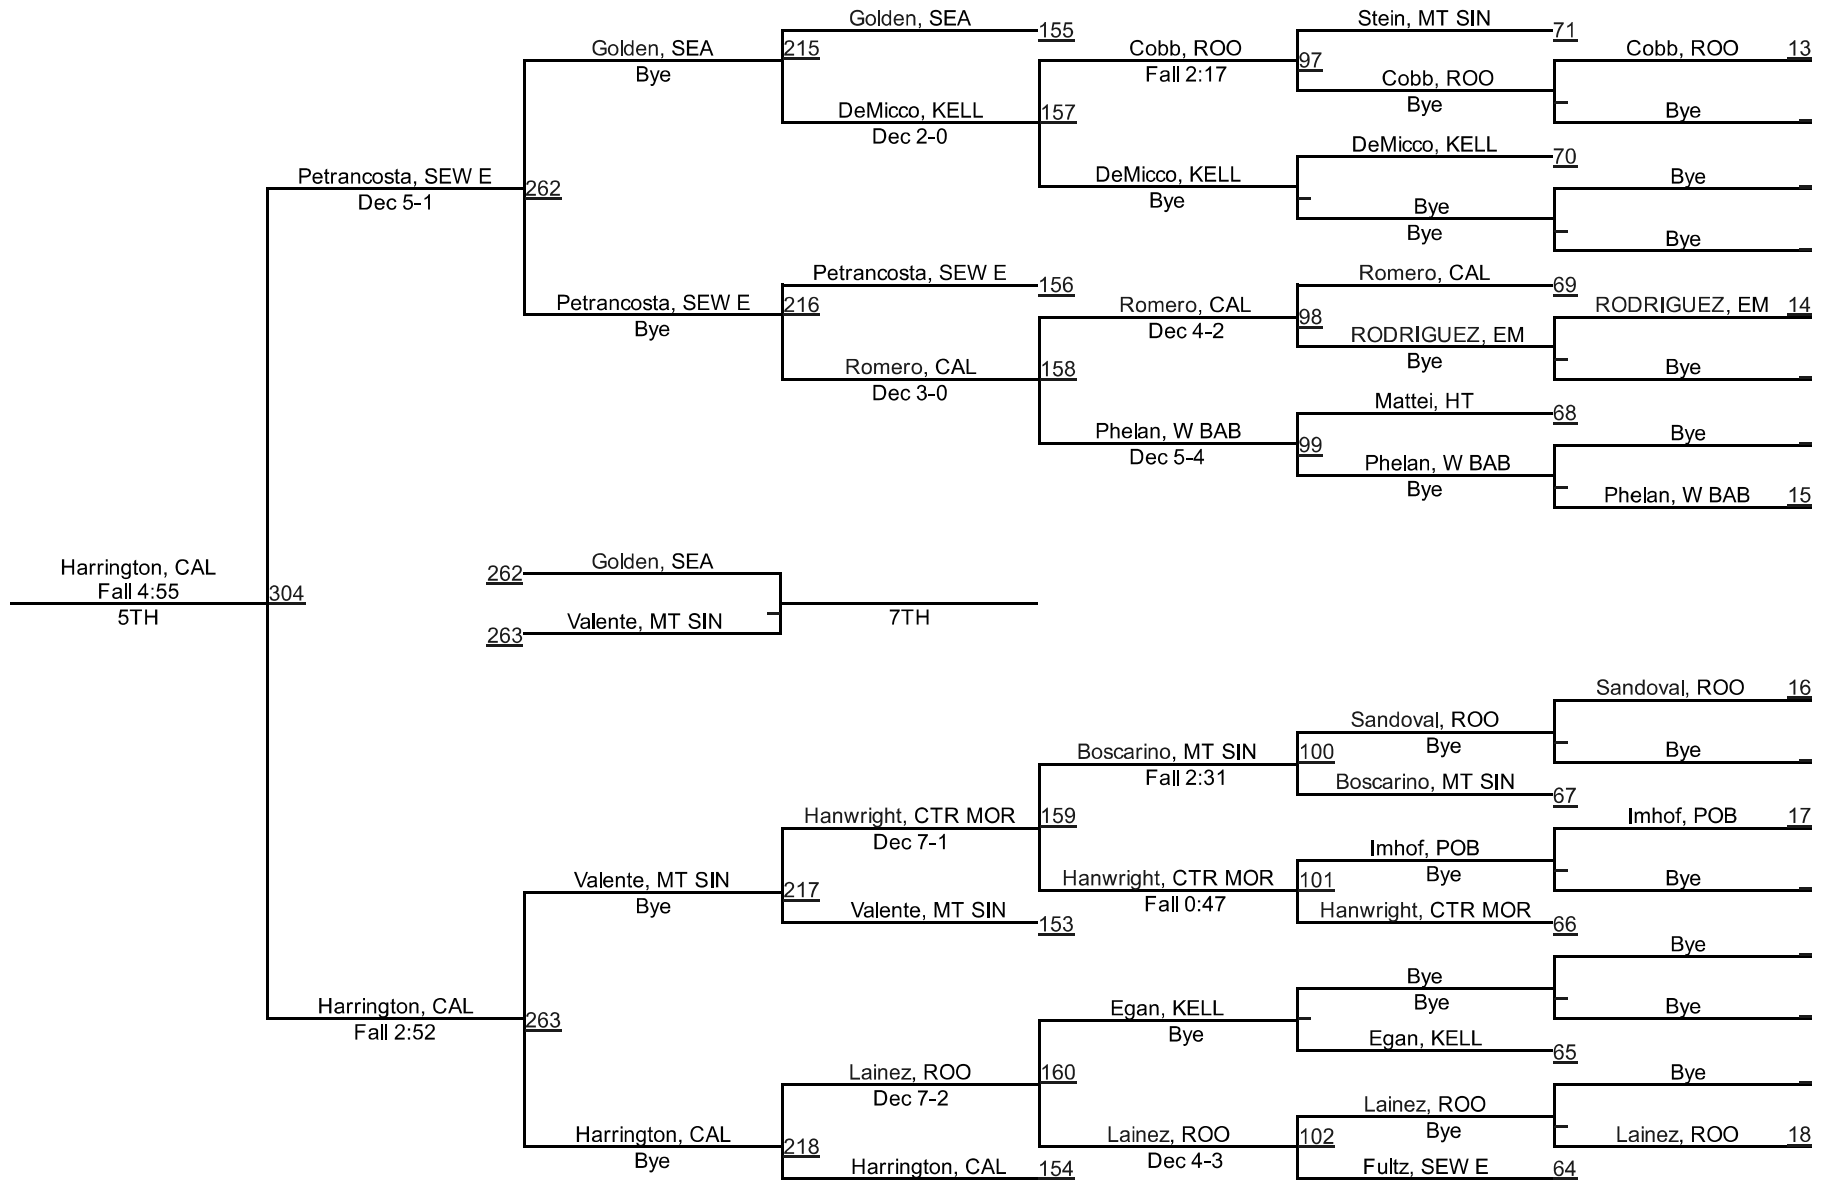 Golden, SEA
155
Stein, MT SIN
71
Golden, SEA
215
Cobb, ROO
97
Cobb, ROO
13
Bye
Fall 2:17
Cobb, ROO
Bye
DeMicco, KELL
157
Bye
Dec 2-0
DeMicco, KELL
70
Petrancosta, SEW E
262
DeMicco, KELL
Bye
Dec 5-1
Bye
Bye
Bye
Bye
Petrancosta, SEW E
156
Romero, CAL
69
Petrancosta, SEW E
216
Romero, CAL
98
RODRIGUEZ, EM
14
Bye
Dec 4-2
RODRIGUEZ, EM
Bye
Romero, CAL
158
Bye
Dec 3-0
Mattei, HT
68
Phelan, W BAB
99
Bye
Dec 5-4
Phelan, W BAB
Bye
Phelan, W BAB
15
Harrington, CAL
262
Golden, SEA
Fall 4:55
304
5TH
263
Valente, MT SIN
7TH
Sandoval, ROO
16
Sandoval, ROO
Bye
Bye
Boscarino, MT SIN
100
Fall 2:31
Boscarino, MT SIN
67
Hanwright, CTR MOR
159
Imhof, POB
17
Dec 7-1
Imhof, POB
Bye
Valente, MT SIN
217
Hanwright, CTR MOR
101
Bye
Bye
Fall 0:47
Valente, MT SIN
153
Hanwright, CTR MOR
66
Bye
Bye
Bye
Harrington, CAL
263
Egan, KELL
Bye
Fall 2:52
Bye
Egan, KELL
65
Lainez, ROO
160
Bye
Dec 7-2
Lainez, ROO
Bye
Harrington, CAL
218
Lainez, ROO
102
Lainez, ROO
18
Bye
Dec 4-3
Harrington, CAL
154
Fultz, SEW E
64